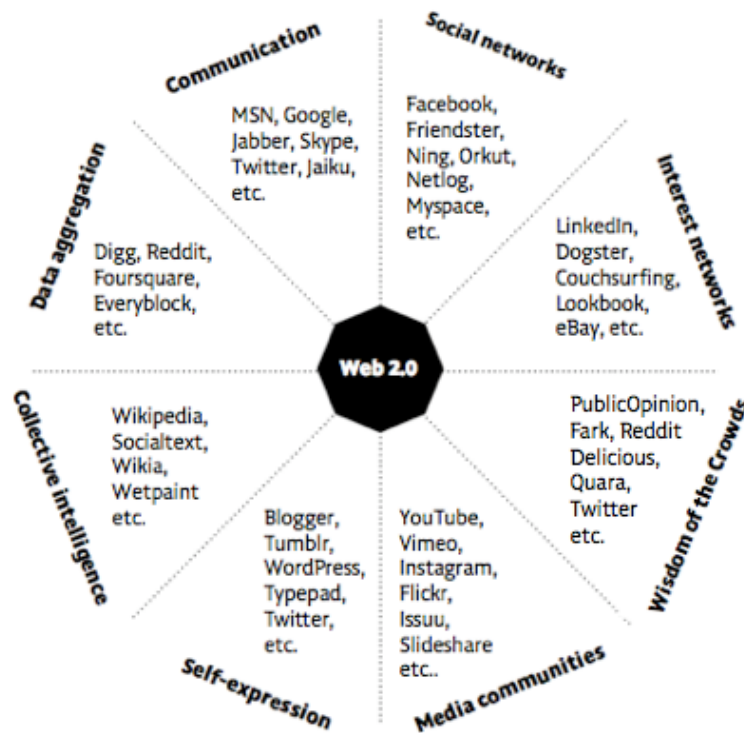 Communication
MSN, Google,
Jabber, Skype,
Twitter, Jaiku,
etc.
Social networks
Facebook,
Friendster,
Ning, Orkut,
Netlog,
Myspace,
etc.
Interest networks
LinkedIn,
Dogster,
Couchsurfing,
Lookbook,
eBay, etc.
Wisdom of the Crowds
PublicOpinion,
Fark, Reddit
Delicious,
Quara,
Twitter
etc.
Media communities
YouTube,
Vimeo,
Instagram,
Flickr,
Issuu,
Slideshare
etc..
Self-expression
Blogger,
Tumblr,
WordPress,
Typepad,
Twitter,
etc.
Collective intelligence
Wikipedia,
Socialtext,
Wikia,
Wetpaint
etc.
Data aggregation
Digg, Reddit,
Foursquare,
Everyblock,
etc.
Web 2.0